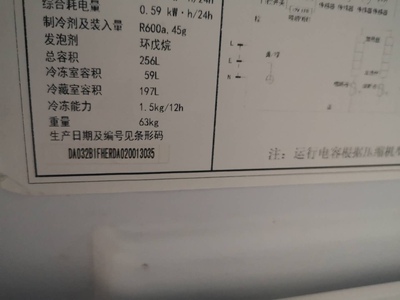 综合耗电量 0.59 kW·h/24h
制冷剂及装入量 R600a,45g
发泡剂 环戊烷
总容积 256L
冷冻室容积 59L
冷藏室容积 197L
冷冻能力 1.5kg/12h
重量 63kg
生产日期及编号见条形码
DA032B1FHERDA020013035
注：运行电容根据压缩机